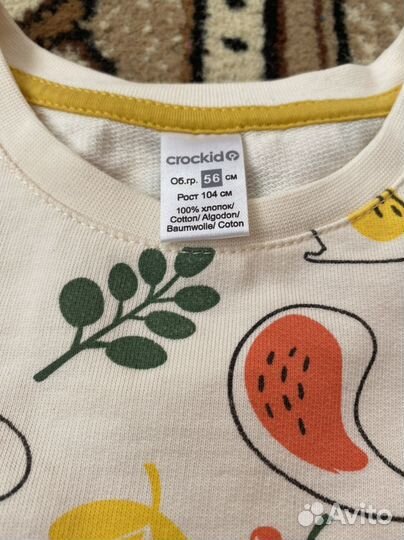 crockid
Об.гр. 56 см
Рост 104 см
100% хлопок/
Cotton/ Algodon/
Baumwolle/ Coton
Avito